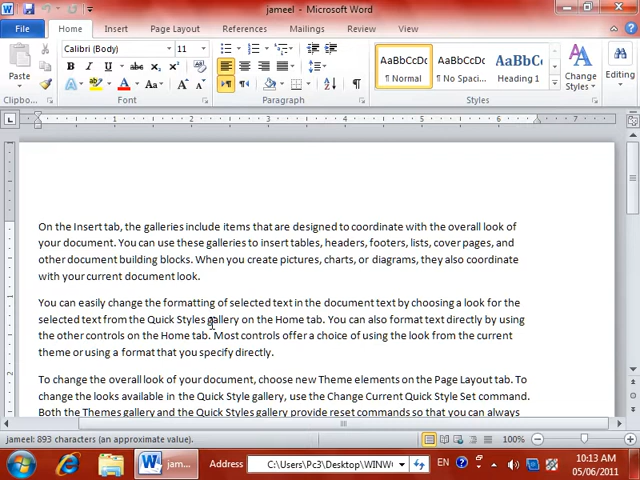 jameel - Microsoft Word
File Home Insert Page Layout References Mailings Review View
Calibri (Body) 11
Paste
AaBbCcDc AaBbCcDc AaBbC
¶ Normal ¶ No Spaci... Heading 1
Change Styles
Editing
Clipbo... Font Paragraph Styles
1 2 3 4 5 6 7
On the Insert tab, the galleries include items that are designed to coordinate with the overall look of
your document. You can use these galleries to insert tables, headers, footers, lists, cover pages, and
other document building blocks. When you create pictures, charts, or diagrams, they also coordinate
with your current document look.
You can easily change the formatting of selected text in the document text by choosing a look for the
selected text from the Quick Styles gallery on the Home tab. You can also format text directly by using
the other controls on the Home tab. Most controls offer a choice of using the look from the current
theme or using a format that you specify directly.
To change the overall look of your document, choose new Theme elements on the Page Layout tab. To
change the looks available in the Quick Style gallery, use the Change Current Quick Style Set command.
Both the Themes gallery and the Quick Styles gallery provide reset commands so that you can always
jameel: 893 characters (an approximate value). 100%
jam... Address C:\Users\Pc3\Desktop\WINW EN 10:13 AM
05/06/2011